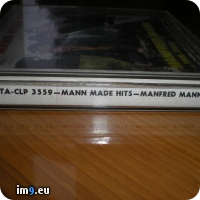 TA-CLP 3559—MANN MADE HITS—MANFRED MANN
im9.eu